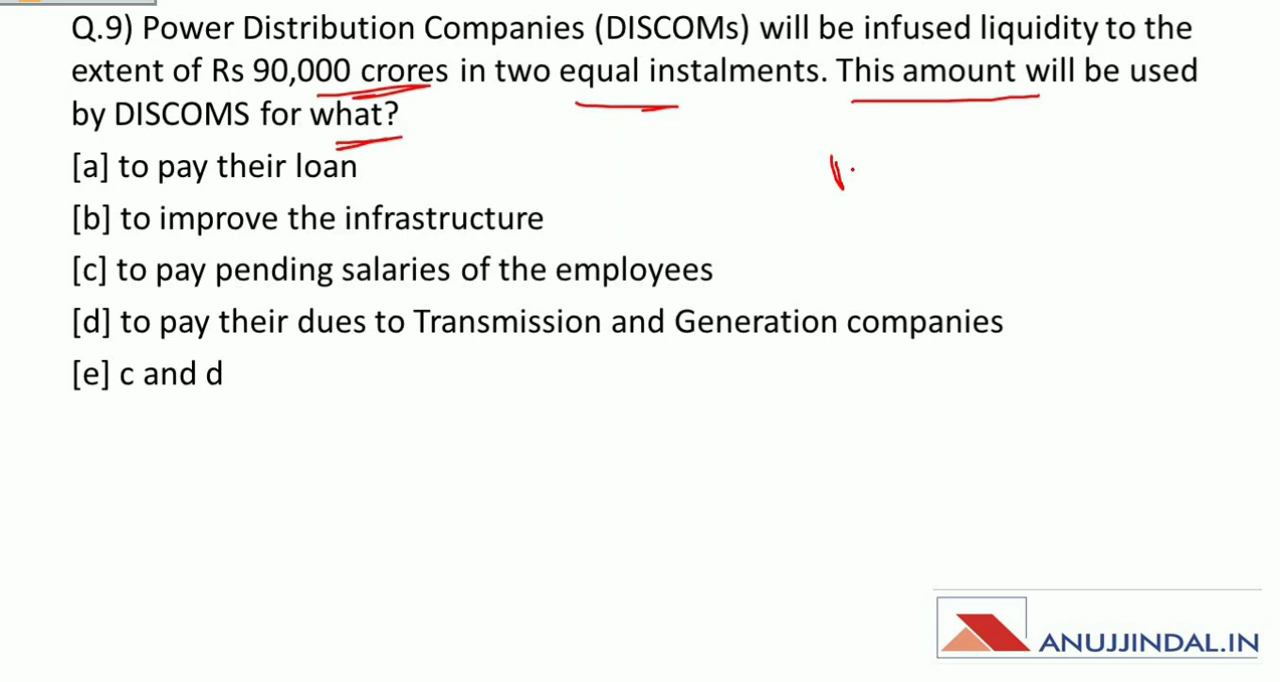 Q.9) Power Distribution Companies (DISCOMs) will be infused liquidity to the
extent of Rs 90,000 crores in two equal instalments. This amount will be used
by DISCOMS for what?
[a] to pay their loan
[b] to improve the infrastructure
[c] to pay pending salaries of the employees
[d] to pay their dues to Transmission and Generation companies
[e] c and d
ANUJJINDAL.IN